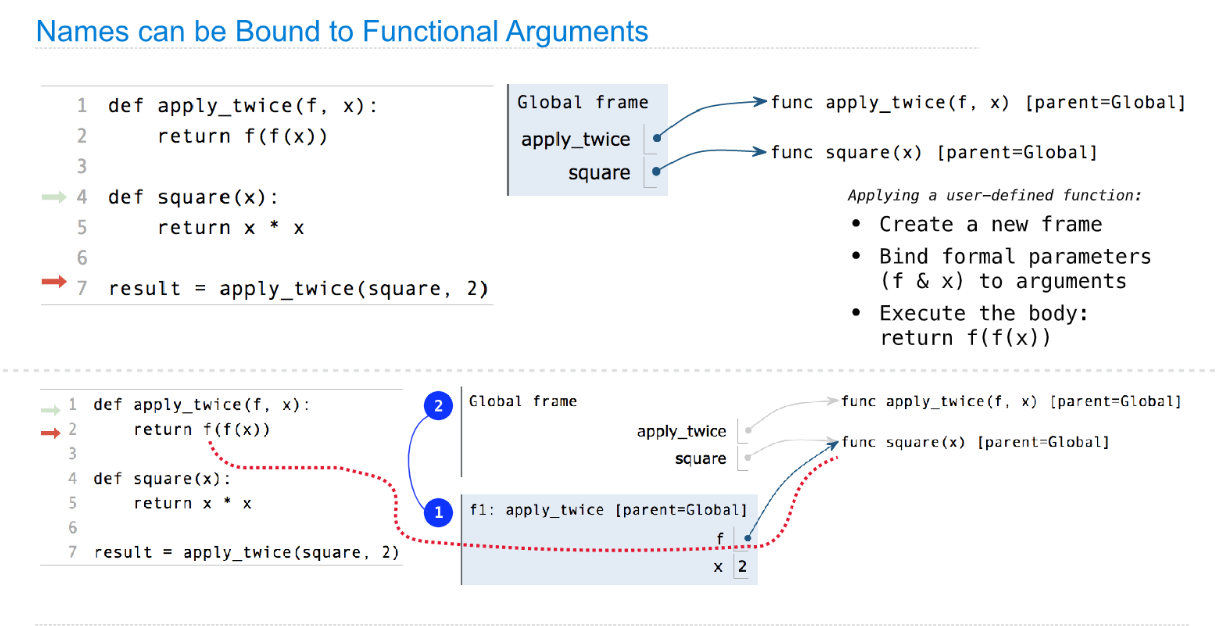 Names can be Bound to Functional Arguments
1 def apply_twice(f, x):
2 return f(f(x))
3
4 def square(x):
5 return x * x
6
7 result = apply_twice(square, 2)
Global frame
apply_twice
square
func apply_twice(f, x) [parent=Global]
func square(x) [parent=Global]
Applying a user-defined function:
• Create a new frame
• Bind formal parameters
(f & x) to arguments
• Execute the body:
return f(f(x))
1 def apply_twice(f, x):
2 return f(f(x))
3
4 def square(x):
5 return x * x
6
7 result = apply_twice(square, 2)
2
Global frame
apply_twice
square
func apply_twice(f, x) [parent=Global]
func square(x) [parent=Global]
1
f1: apply_twice [parent=Global]
f
x 2